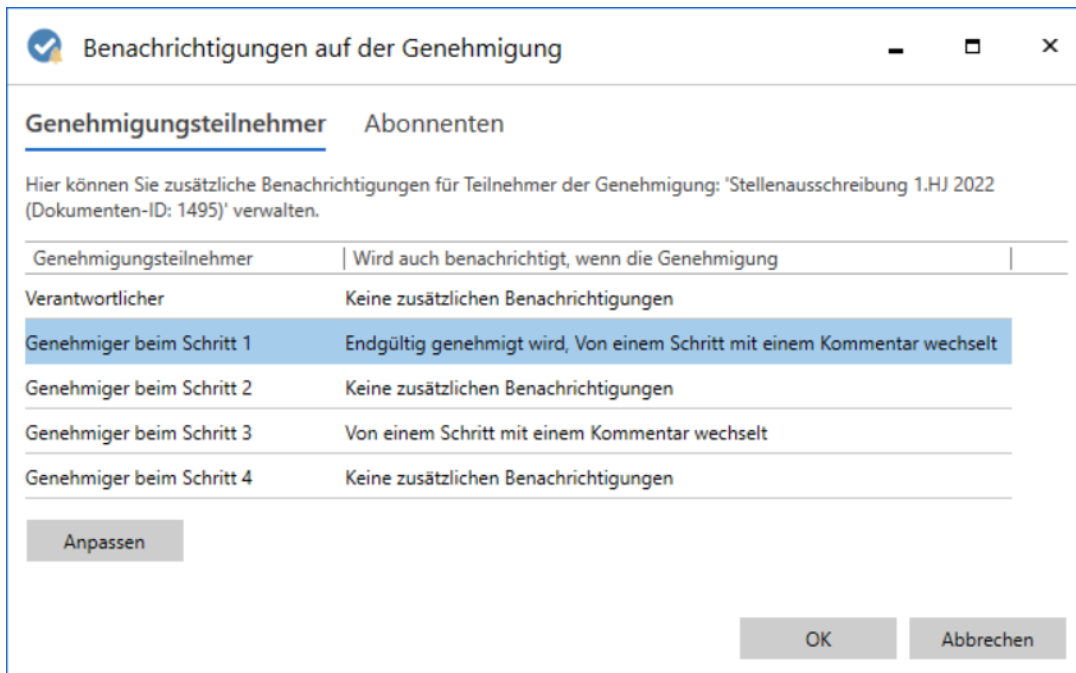 Benachrichtigungen auf der Genehmigung
Genehmigungsteilnehmer Abonnenten
Hier können Sie zusätzliche Benachrichtigungen für Teilnehmer der Genehmigung: 'Stellenausschreibung 1.HJ 2022
(Dokumenten-ID: 1495)' verwalten.
Genehmigungsteilnehmer Wird auch benachrichtigt, wenn die Genehmigung
Verantwortlicher Keine zusätzlichen Benachrichtigungen
Genehmiger beim Schritt 1 Endgültig genehmigt wird, Von einem Schritt mit einem Kommentar wechselt
Genehmiger beim Schritt 2 Keine zusätzlichen Benachrichtigungen
Genehmiger beim Schritt 3 Von einem Schritt mit einem Kommentar wechselt
Genehmiger beim Schritt 4 Keine zusätzlichen Benachrichtigungen
Anpassen
OK Abbrechen